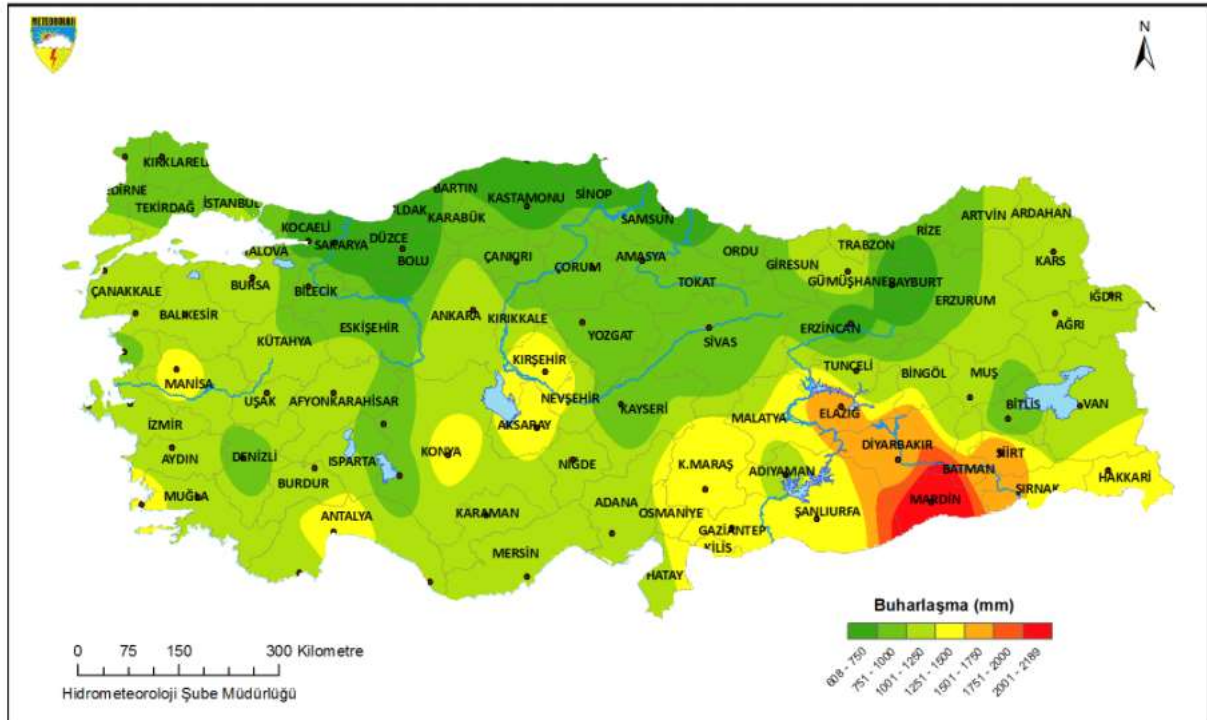 METEOROLOJİ
N
KIRKLARELİ
EDİRNE
TEKİRDAĞ
İSTANBUL
KOCAELİ
YALOVA
SAKARYA
DÜZCE
BOLU
LDAK
BARTIN
KARABÜK
KASTAMONU
SİNOP
SAMSUN
ÇANKIRI
ÇORUM
AMASYA
TOKAT
ORDU
GİRESUN
TRABZON
GÜMÜŞHANE
BAYBURT
RİZE
ARTVİN
ARDAHAN
KARS
IĞDIR
AĞRI
ERZURUM
ERZİNCAN
ÇANAKKALE
BALIKESİR
BURSA
BİLECİK
ESKİŞEHİR
KÜTAHYA
ANKARA
KIRIKKALE
KIRŞEHİR
YOZGAT
SİVAS
TUNÇELİ
BİNGÖL
MUŞ
BİTLİS
VAN
MANİSA
UŞAK
AFYONKARAHİSAR
NEVŞEHİR
AKSARAY
KAYSERİ
MALATYA
ELAZIĞ
DİYARBAKIR
SİİRT
BATMAN
ŞIRNAK
HAKKARİ
İZMİR
AYDIN
DENİZLİ
ISPARTA
BURDUR
KONYA
NİĞDE
K.MARAŞ
ADIYAMAN
MARDİN
MUĞLA
ANTALYA
KARAMAN
ADANA
OSMANİYE
GAZİANTEP
KİLİS
ŞANLIURFA
MERSİN
HATAY
Buharlaşma (mm)
608 - 750
751 - 1000
1001 - 1250
1251 - 1500
1501 - 1750
1751 - 2000
2001 - 2189
0 75 150 300 Kilometre
Hidrometeoroloji Şube Müdürlüğü